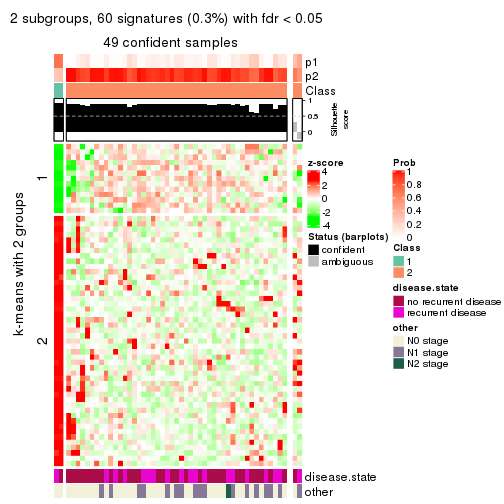 2 subgroups, 60 signatures (0.3%) with fdr < 0.05
49 confident samples
p1
p2
Class
1
0.5
0
Silhouette
score
k-means with 2 groups
1
2
disease.state
other
z-score
4
2
0
-2
-4
Status (barplots)
confident
ambiguous
Prob
1
0.8
0.6
0.4
0.2
0
Class
1
2
disease.state
no recurrent disease
recurrent disease
other
N0 stage
N1 stage
N2 stage